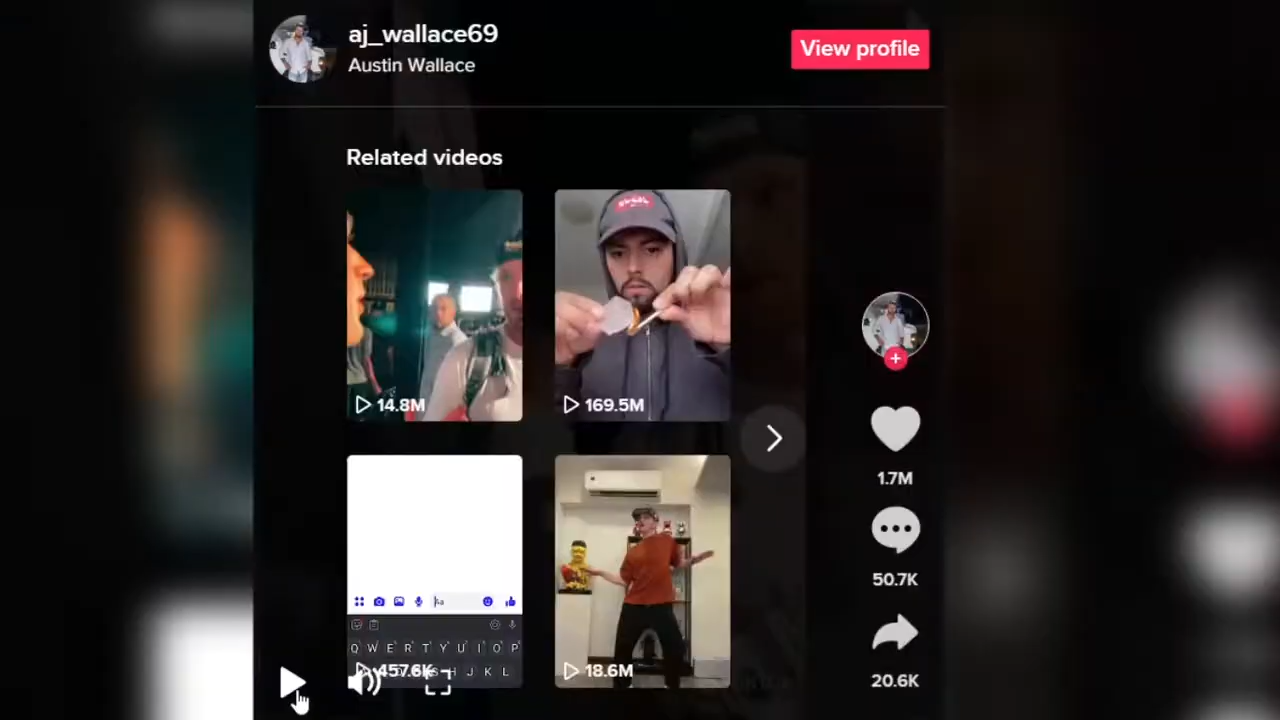 aj_wallace69
Austin Wallace
View profile
Related videos
14.8M
169.5M
1.7M
50.7K
Aa
Q W E R T Y U I O P
457.6K
H J K L
18.6M
20.6K